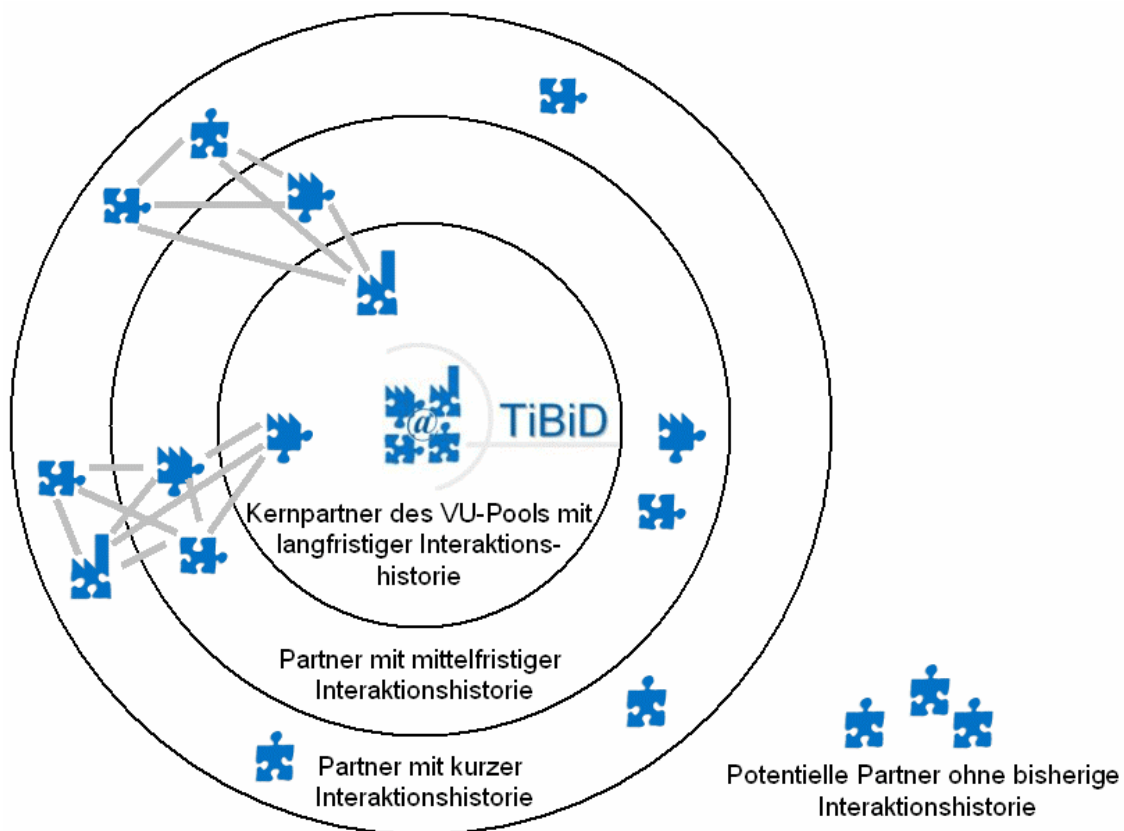 @
TiBiD
Kernpartner des VU-Pools mit
langfristiger Interaktions-
historie
Partner mit mittelfristiger
Interaktionshistorie
Partner mit kurzer
Interaktionshistorie
Potentielle Partner ohne bisherige
Interaktionshistorie